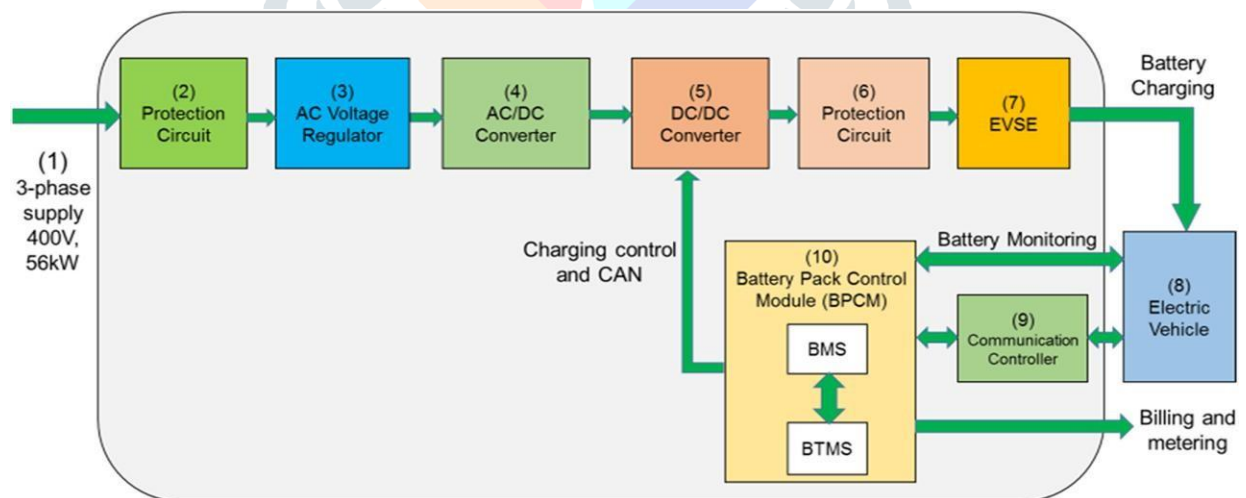 (1)
3-phase
supply
400V,
56kW
(2)
Protection
Circuit
(3)
AC Voltage
Regulator
(4)
AC/DC
Converter
(5)
DC/DC
Converter
(6)
Protection
Circuit
(7)
EVSE
Battery
Charging
Charging control
and CAN
(10)
Battery Pack Control
Module (BPCM)
BMS
BTMS
Battery Monitoring
(9)
Communication
Controller
(8)
Electric
Vehicle
Billing and
metering